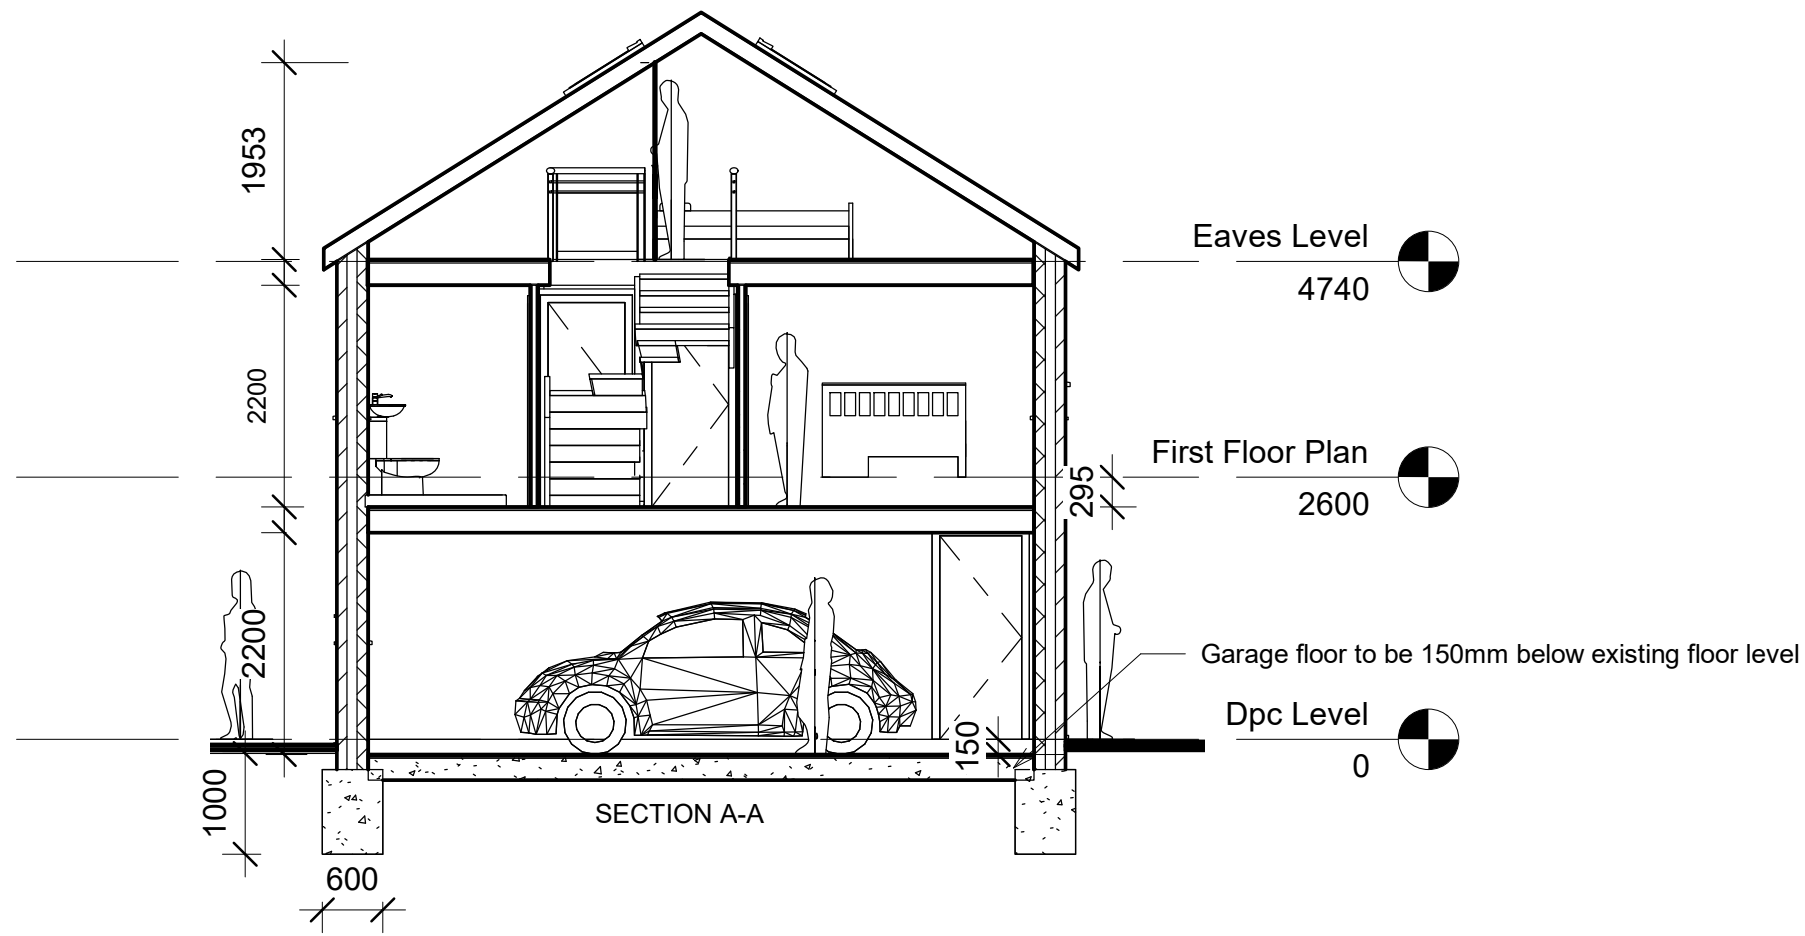 1953
Eaves Level
4740
2200
First Floor Plan
2600
295
2200
Garage floor to be 150mm below existing floor level
Dpc Level
0
150
1000
SECTION A-A
600